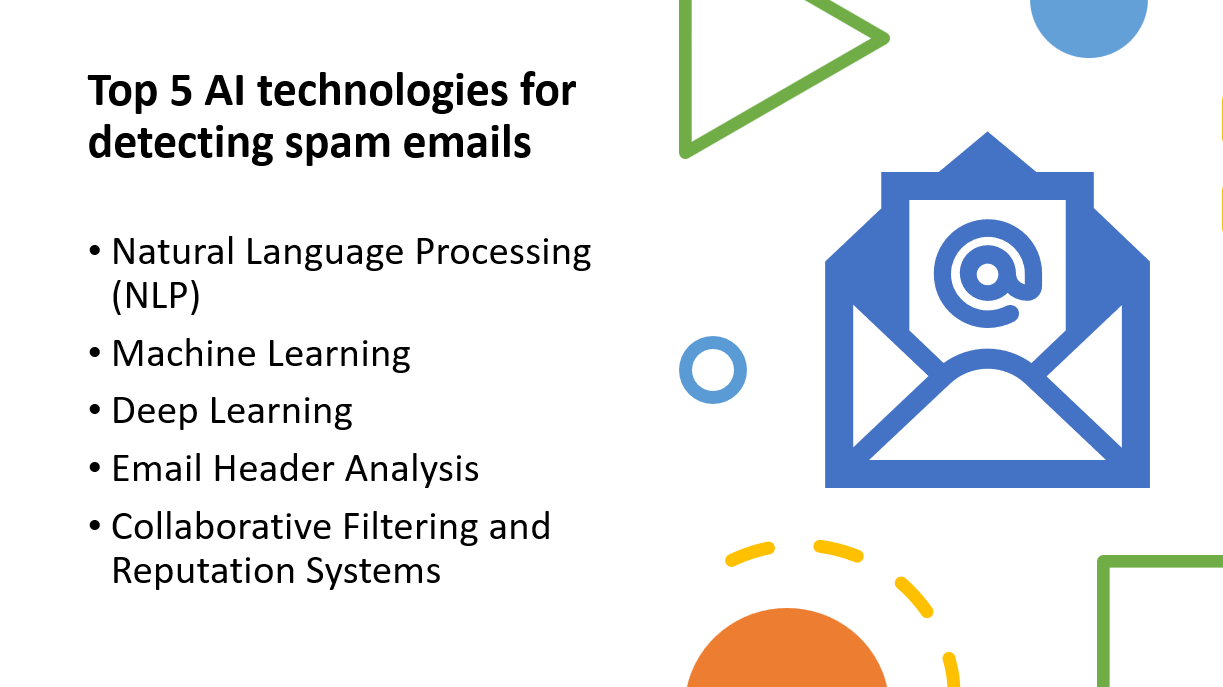 Top 5 AI technologies for
detecting spam emails
• Natural Language Processing
(NLP)
• Machine Learning
• Deep Learning
• Email Header Analysis
• Collaborative Filtering and
Reputation Systems
@